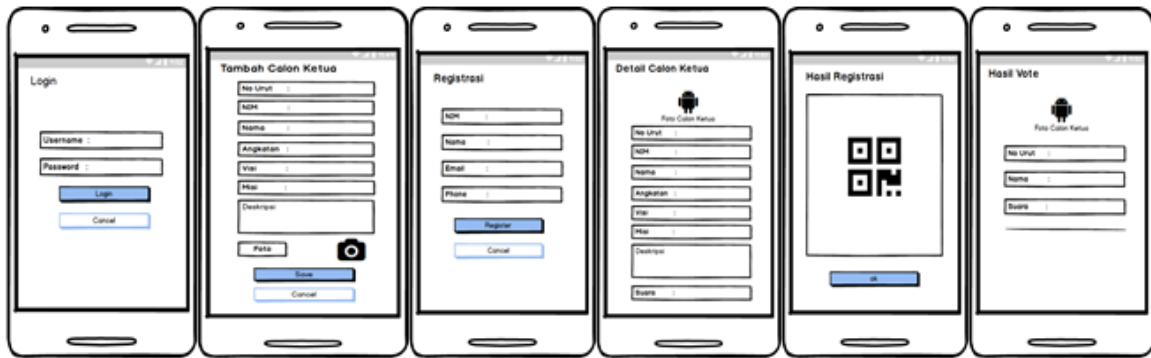 Login
Username :
Password :
Login
Cancel
Tambah Calon Ketua
No Urut :
NIM :
Nama :
Angkatan :
Visi :
Misi :
Deskripsi
Foto
Save
Cancel
Registrasi
NIM :
Nama :
Email :
Phone :
Register
Cancel
Detail Calon Ketua
Foto Calon Ketua
No Urut :
NIM :
Nama :
Angkatan :
Visi :
Misi :
Deskripsi
Suara :
Hasil Registrasi
ok
Hasil Vote
Foto Calon Ketua
No Urut :
Nama :
Suara :